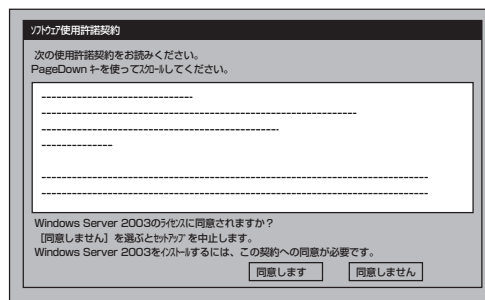 ｿﾌﾄｳｪｱ使用許諾契約
次の使用許諾契約をお読みください。
PageDown ｷｰを使ってｽｸﾛｰﾙしてください。
Windows Server 2003のﾗｲｾﾝｽに同意されますか？
［同意しません］を選ぶとｾｯﾄｱｯﾌﾟを中止します。
Windows Server 2003をｲﾝｽﾄｰﾙするには、この契約への同意が必要です。
同意します 同意しません